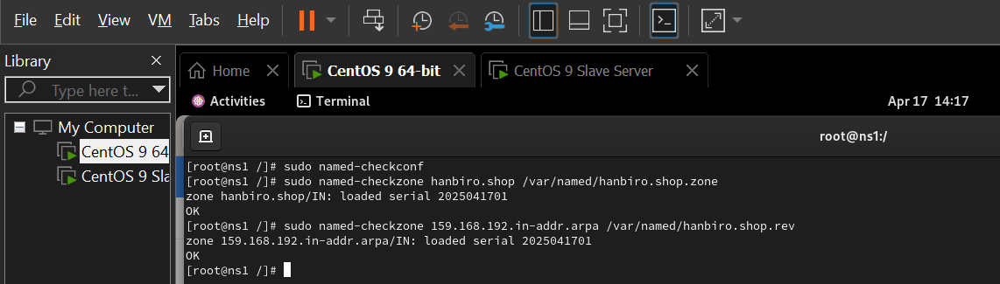 File Edit View VM Tabs Help
Library
Home CentOS 9 64-bit CentOS 9 Slave Server
Type here t...
Activities Terminal Apr 17 14:17
My Computer
CentOS 9 64
CentOS 9 Sla
root@ns1:/
[root@ns1 /]# sudo named-checkconf
[root@ns1 /]# sudo named-checkzone hanbiro.shop /var/named/hanbiro.shop.zone
zone hanbiro.shop/IN: loaded serial 2025041701
OK
[root@ns1 /]# sudo named-checkzone 159.168.192.in-addr.arpa /var/named/hanbiro.shop.rev
zone 159.168.192.in-addr.arpa/IN: loaded serial 2025041701
OK
[root@ns1 /]#